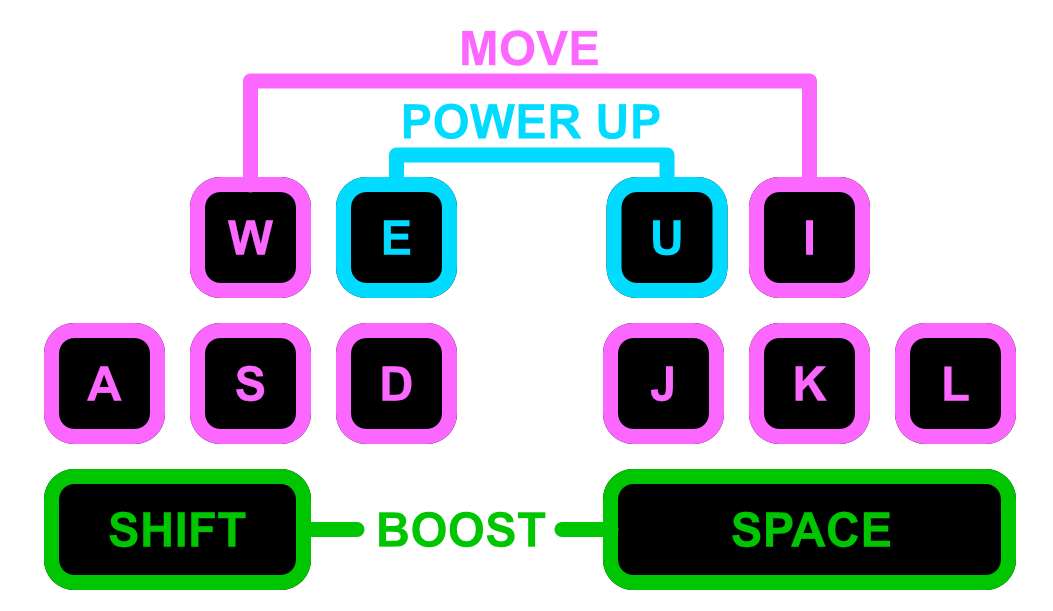 MOVE
POWER UP
W E U I
A S D J K L
SHIFT BOOST SPACE